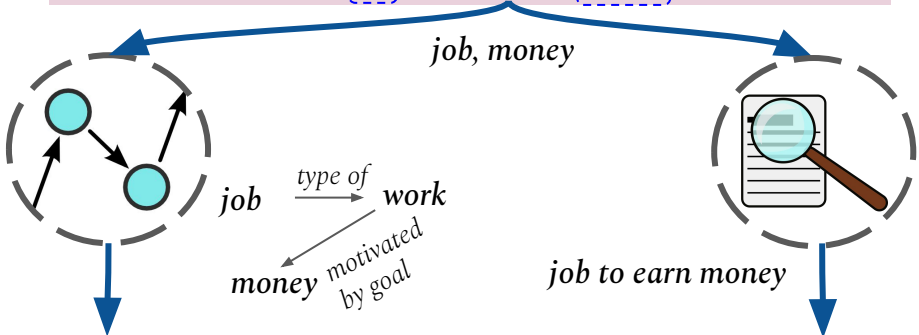 job, money
job
type of
work
money
motivated
by goal
job to earn money